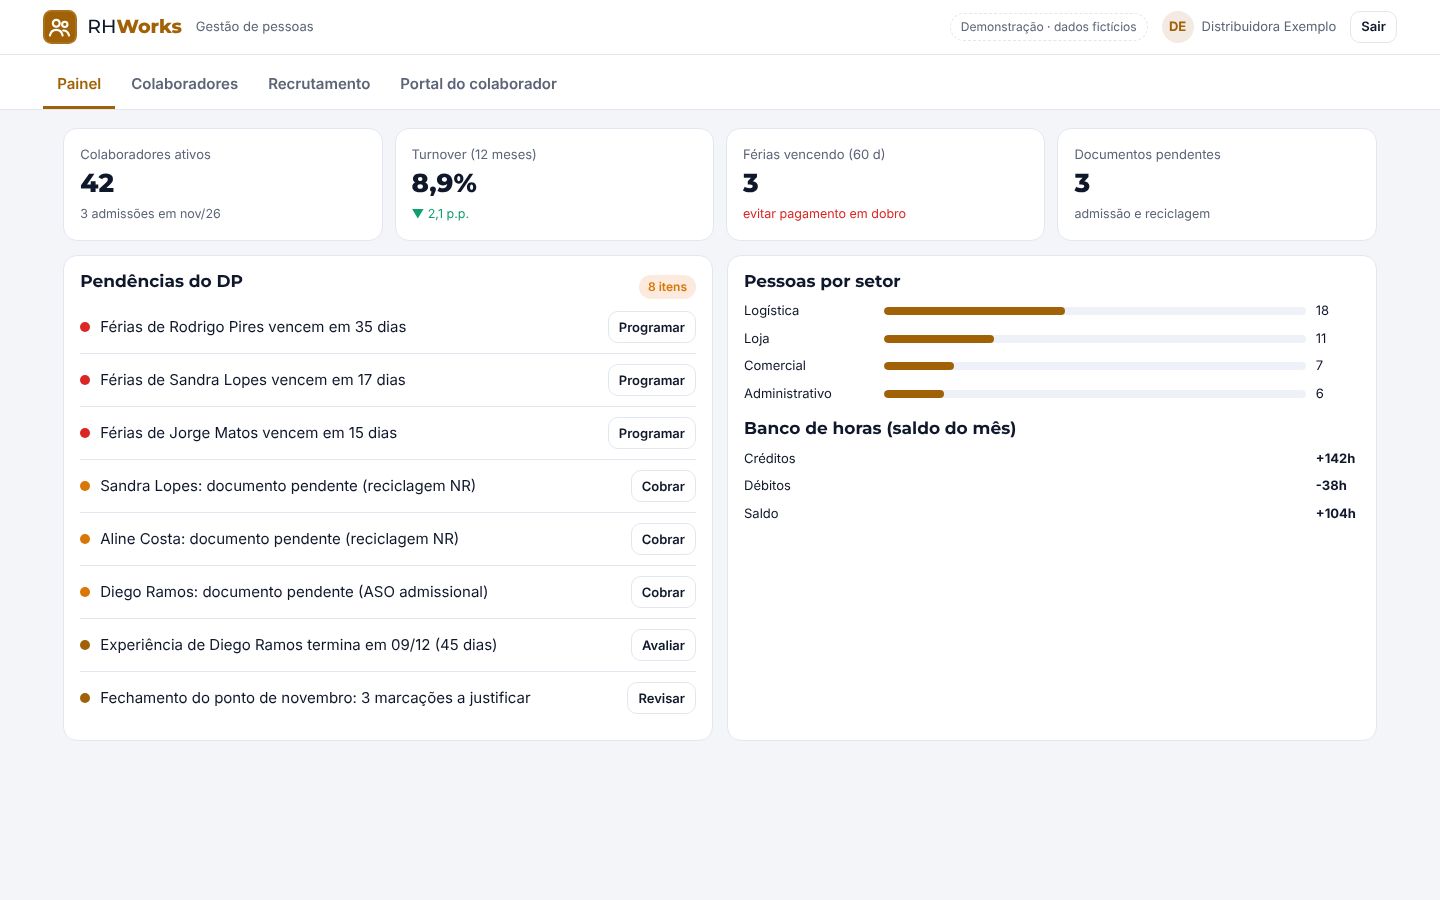 RHWorks Gestão de pessoas
Demonstração · dados fictícios
DE Distribuidora Exemplo
Sair
Painel Colaboradores Recrutamento Portal do colaborador
Colaboradores ativos
42
3 admissões em nov/26
Turnover (12 meses)
8,9%
▼ 2,1 p.p.
Férias vencendo (60 d)
3
evitar pagamento em dobro
Documentos pendentes
3
admissão e reciclagem
Pendências do DP
8 itens
Férias de Rodrigo Pires vencem em 35 dias Programar
Férias de Sandra Lopes vencem em 17 dias Programar
Férias de Jorge Matos vencem em 15 dias Programar
Sandra Lopes: documento pendente (reciclagem NR) Cobrar
Aline Costa: documento pendente (reciclagem NR) Cobrar
Diego Ramos: documento pendente (ASO admissional) Cobrar
Experiência de Diego Ramos termina em 09/12 (45 dias) Avaliar
Fechamento do ponto de novembro: 3 marcações a justificar Revisar
Pessoas por setor
Logística 18
Loja 11
Comercial 7
Administrativo 6
Banco de horas (saldo do mês)
Créditos +142h
Débitos -38h
Saldo +104h